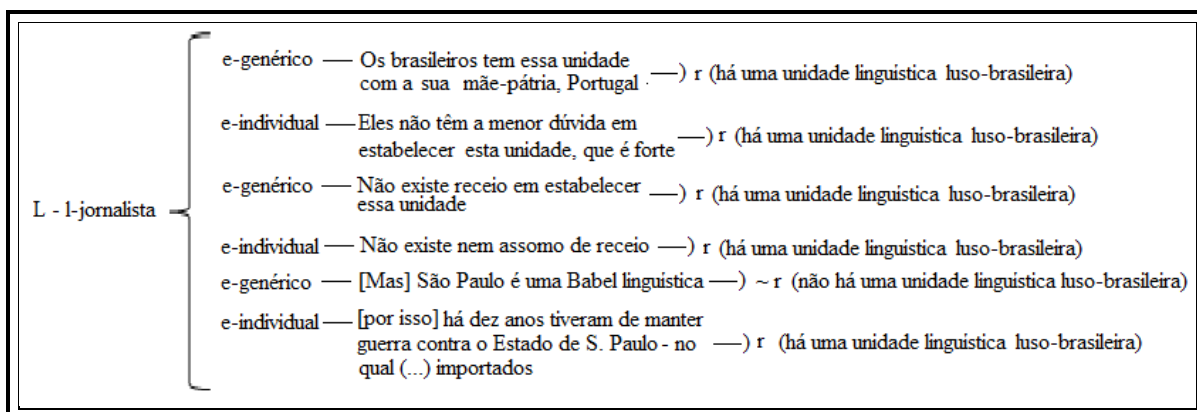 e-genérico — Os brasileiros tem essa unidade
com a sua mãe-pátria, Portugal . —) r (há uma unidade linguística luso-brasileira)
e-individual — Eles não têm a menor dúvida em
estabelecer esta unidade, que é forte —) r (há uma unidade linguística luso-brasileira)
e-genérico — Não existe receio em estabelecer
essa unidade —) r (há uma unidade linguística luso-brasileira)
L - l-jornalista
e-individual — Não existe nem assomo de receio —) r (há uma unidade linguística luso-brasileira)
e-genérico — [Mas] São Paulo é uma Babel linguística —) ~ r (não há uma unidade linguística luso-brasileira)
e-individual — [por isso] há dez anos tiveram de manter
guerra contra o Estado de S. Paulo - no —) r (há uma unidade linguística luso-brasileira)
qual (...) importados